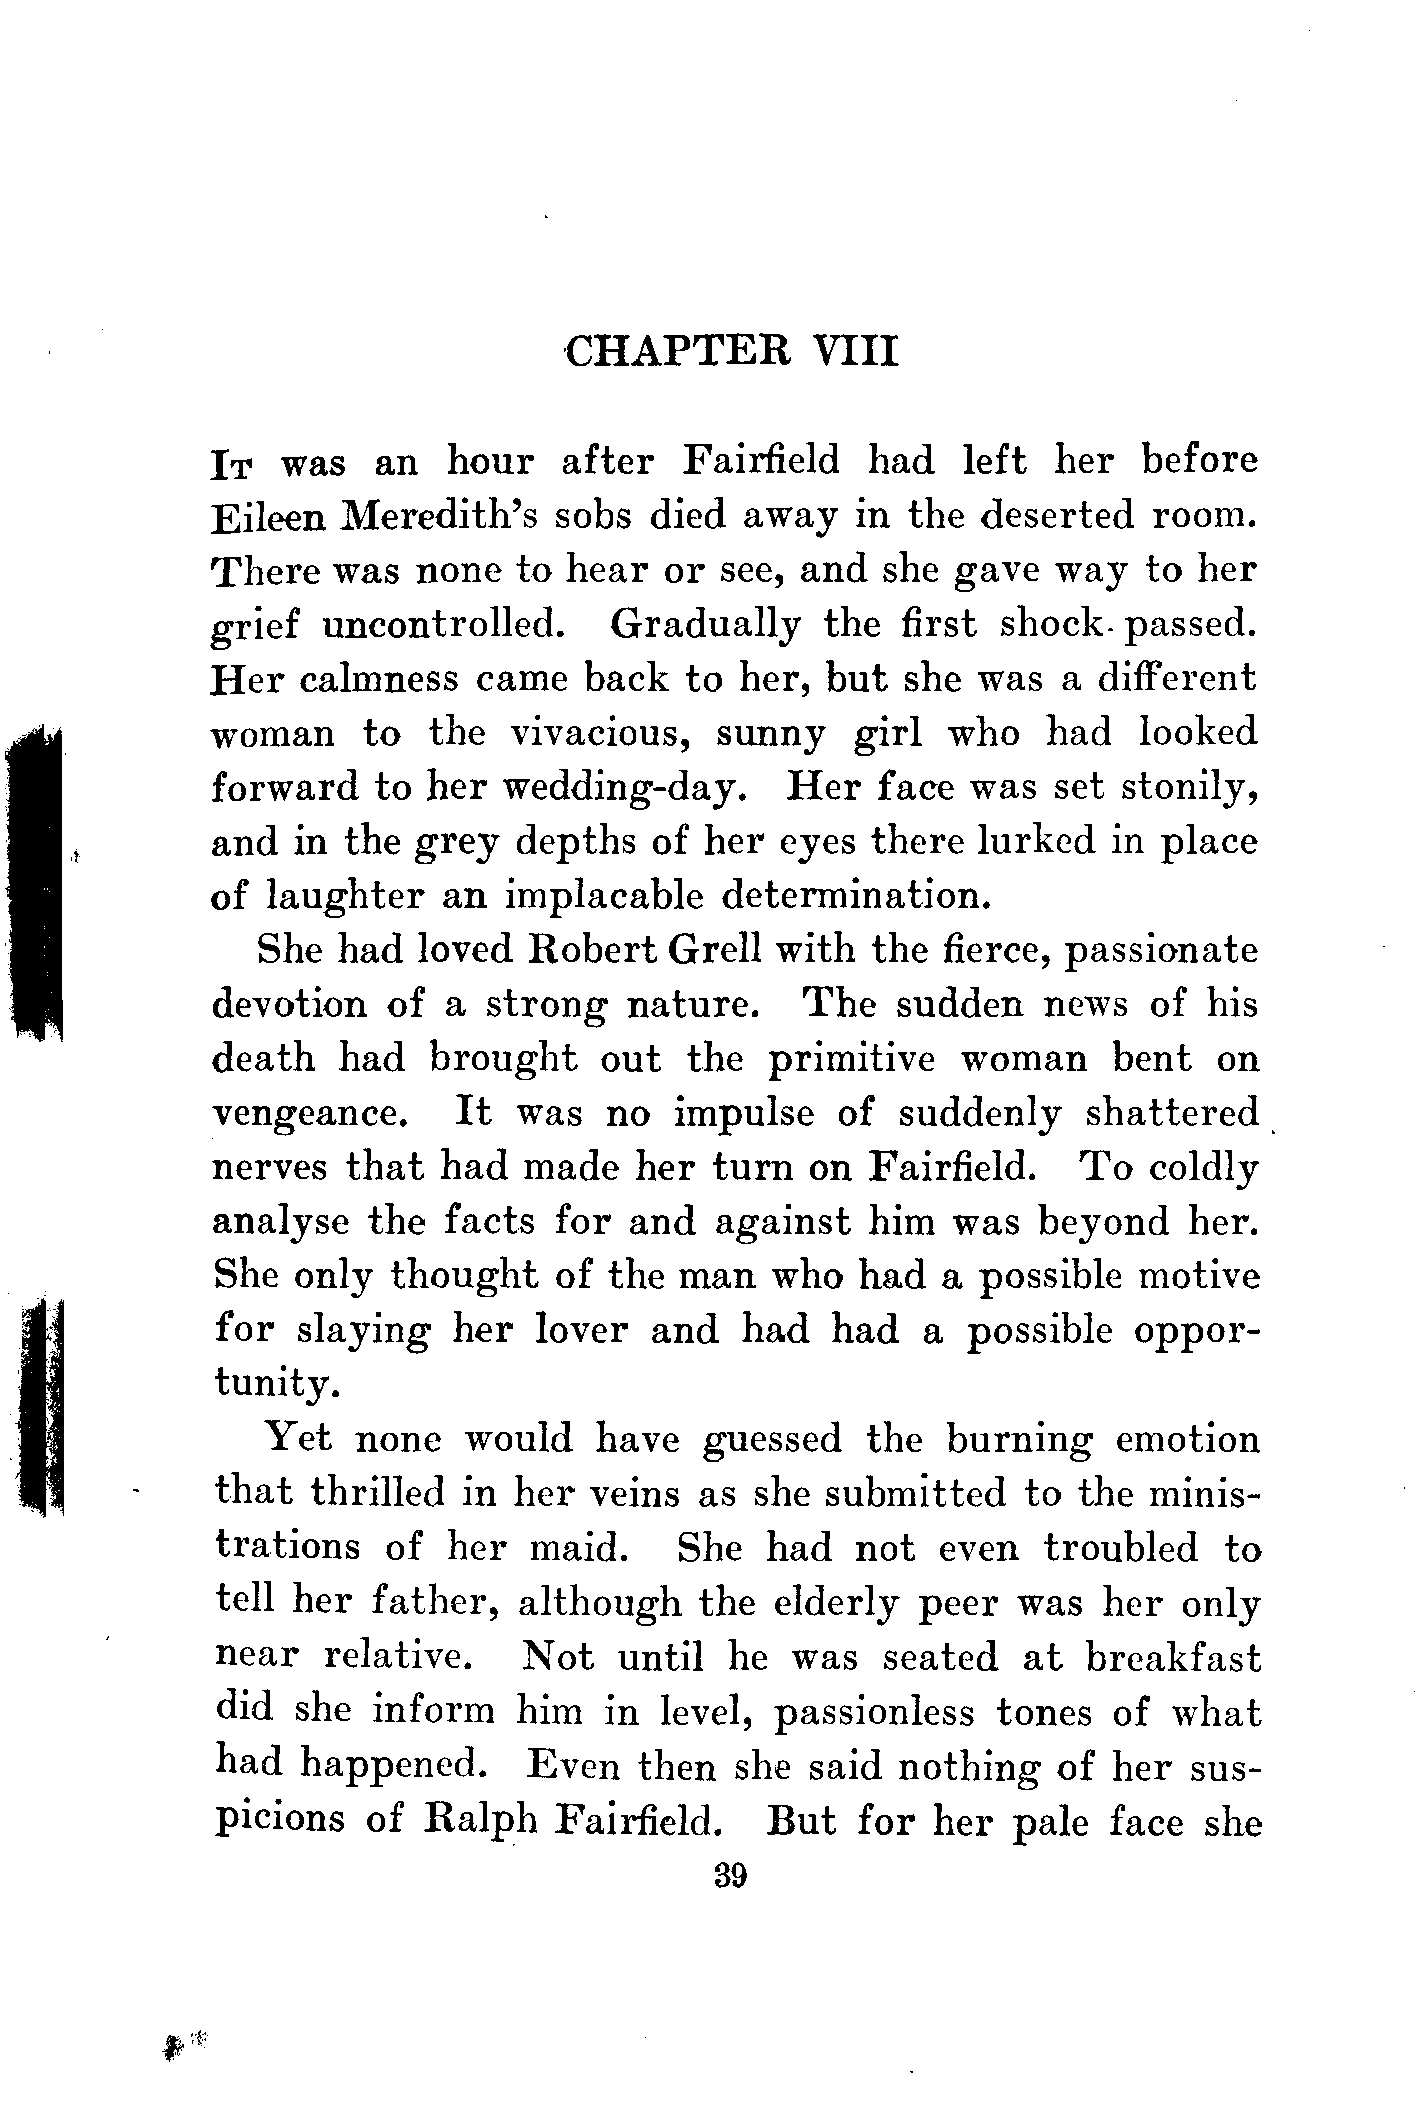 CHAPTER VIII
IT was an hour after Fairfield had left her before
Eileen Meredith's sobs died away in the deserted room.
There was none to hear or see, and she gave way to her
grief uncontrolled. Gradually the first shock passed.
Her calmness came back to her, but she was a different
woman to the vivacious, sunny girl who had looked
forward to her wedding-day. Her face was set stonily,
and in the grey depths of her eyes there lurked in place
of laughter an implacable determination.
She had loved Robert Grell with the fierce, passionate
devotion of a strong nature. The sudden news of his
death had brought out the primitive woman bent on
vengeance. It was no impulse of suddenly shattered
nerves that had made her turn on Fairfield. To coldly
analyse the facts for and against him was beyond her.
She only thought of the man who had a possible motive
for slaying her lover and had had a possible oppor-
tunity.
Yet none would have guessed the burning emotion
that thrilled in her veins as she submitted to the minis-
trations of her maid. She had not even troubled to
tell her father, although the elderly peer was her only
near relative. Not until he was seated at breakfast
did she inform him in level, passionless tones of what
had happened. Even then she said nothing of her sus-
picions of Ralph Fairfield. But for her pale face she
39